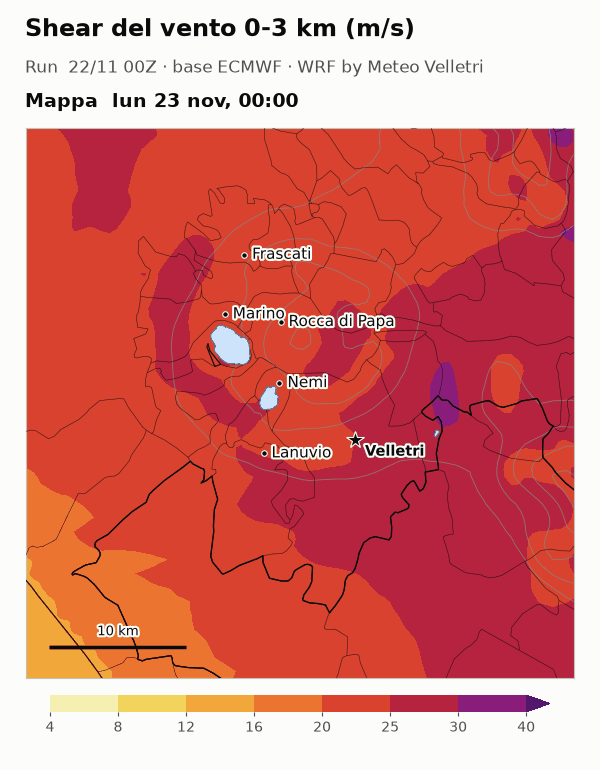 Shear del vento 0-3 km (m/s)
Run  22/11 00Z · base ECMWF · WRF by Meteo Velletri
Mappa  lun 23 nov, 00:00
Frascati
Marino
Rocca di Papa
Nemi
Velletri
Lanuvio
10 km
4 8 12 16 20 25 30 40